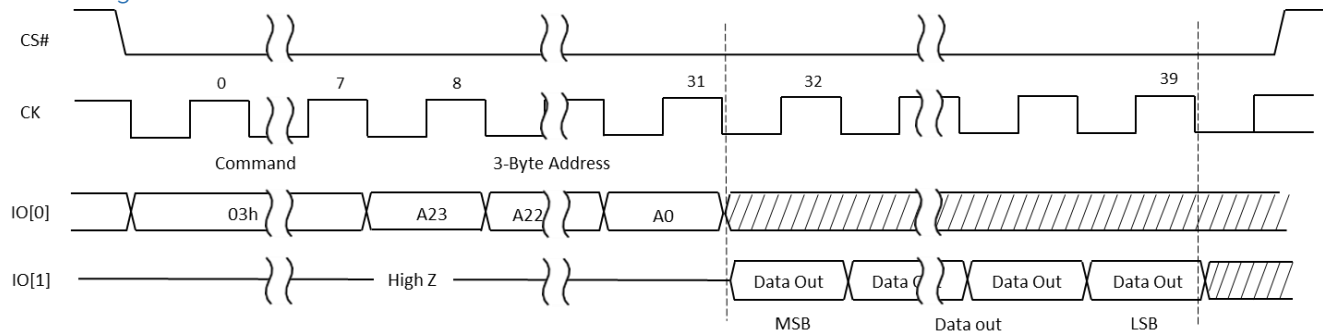 CS#
0 7 8 31 32 39
CK
Command 3-Byte Address
IO[0] 03h A23 A22 A0
IO[1] High Z Data Out Data Out Data Out
MSB Data out LSB